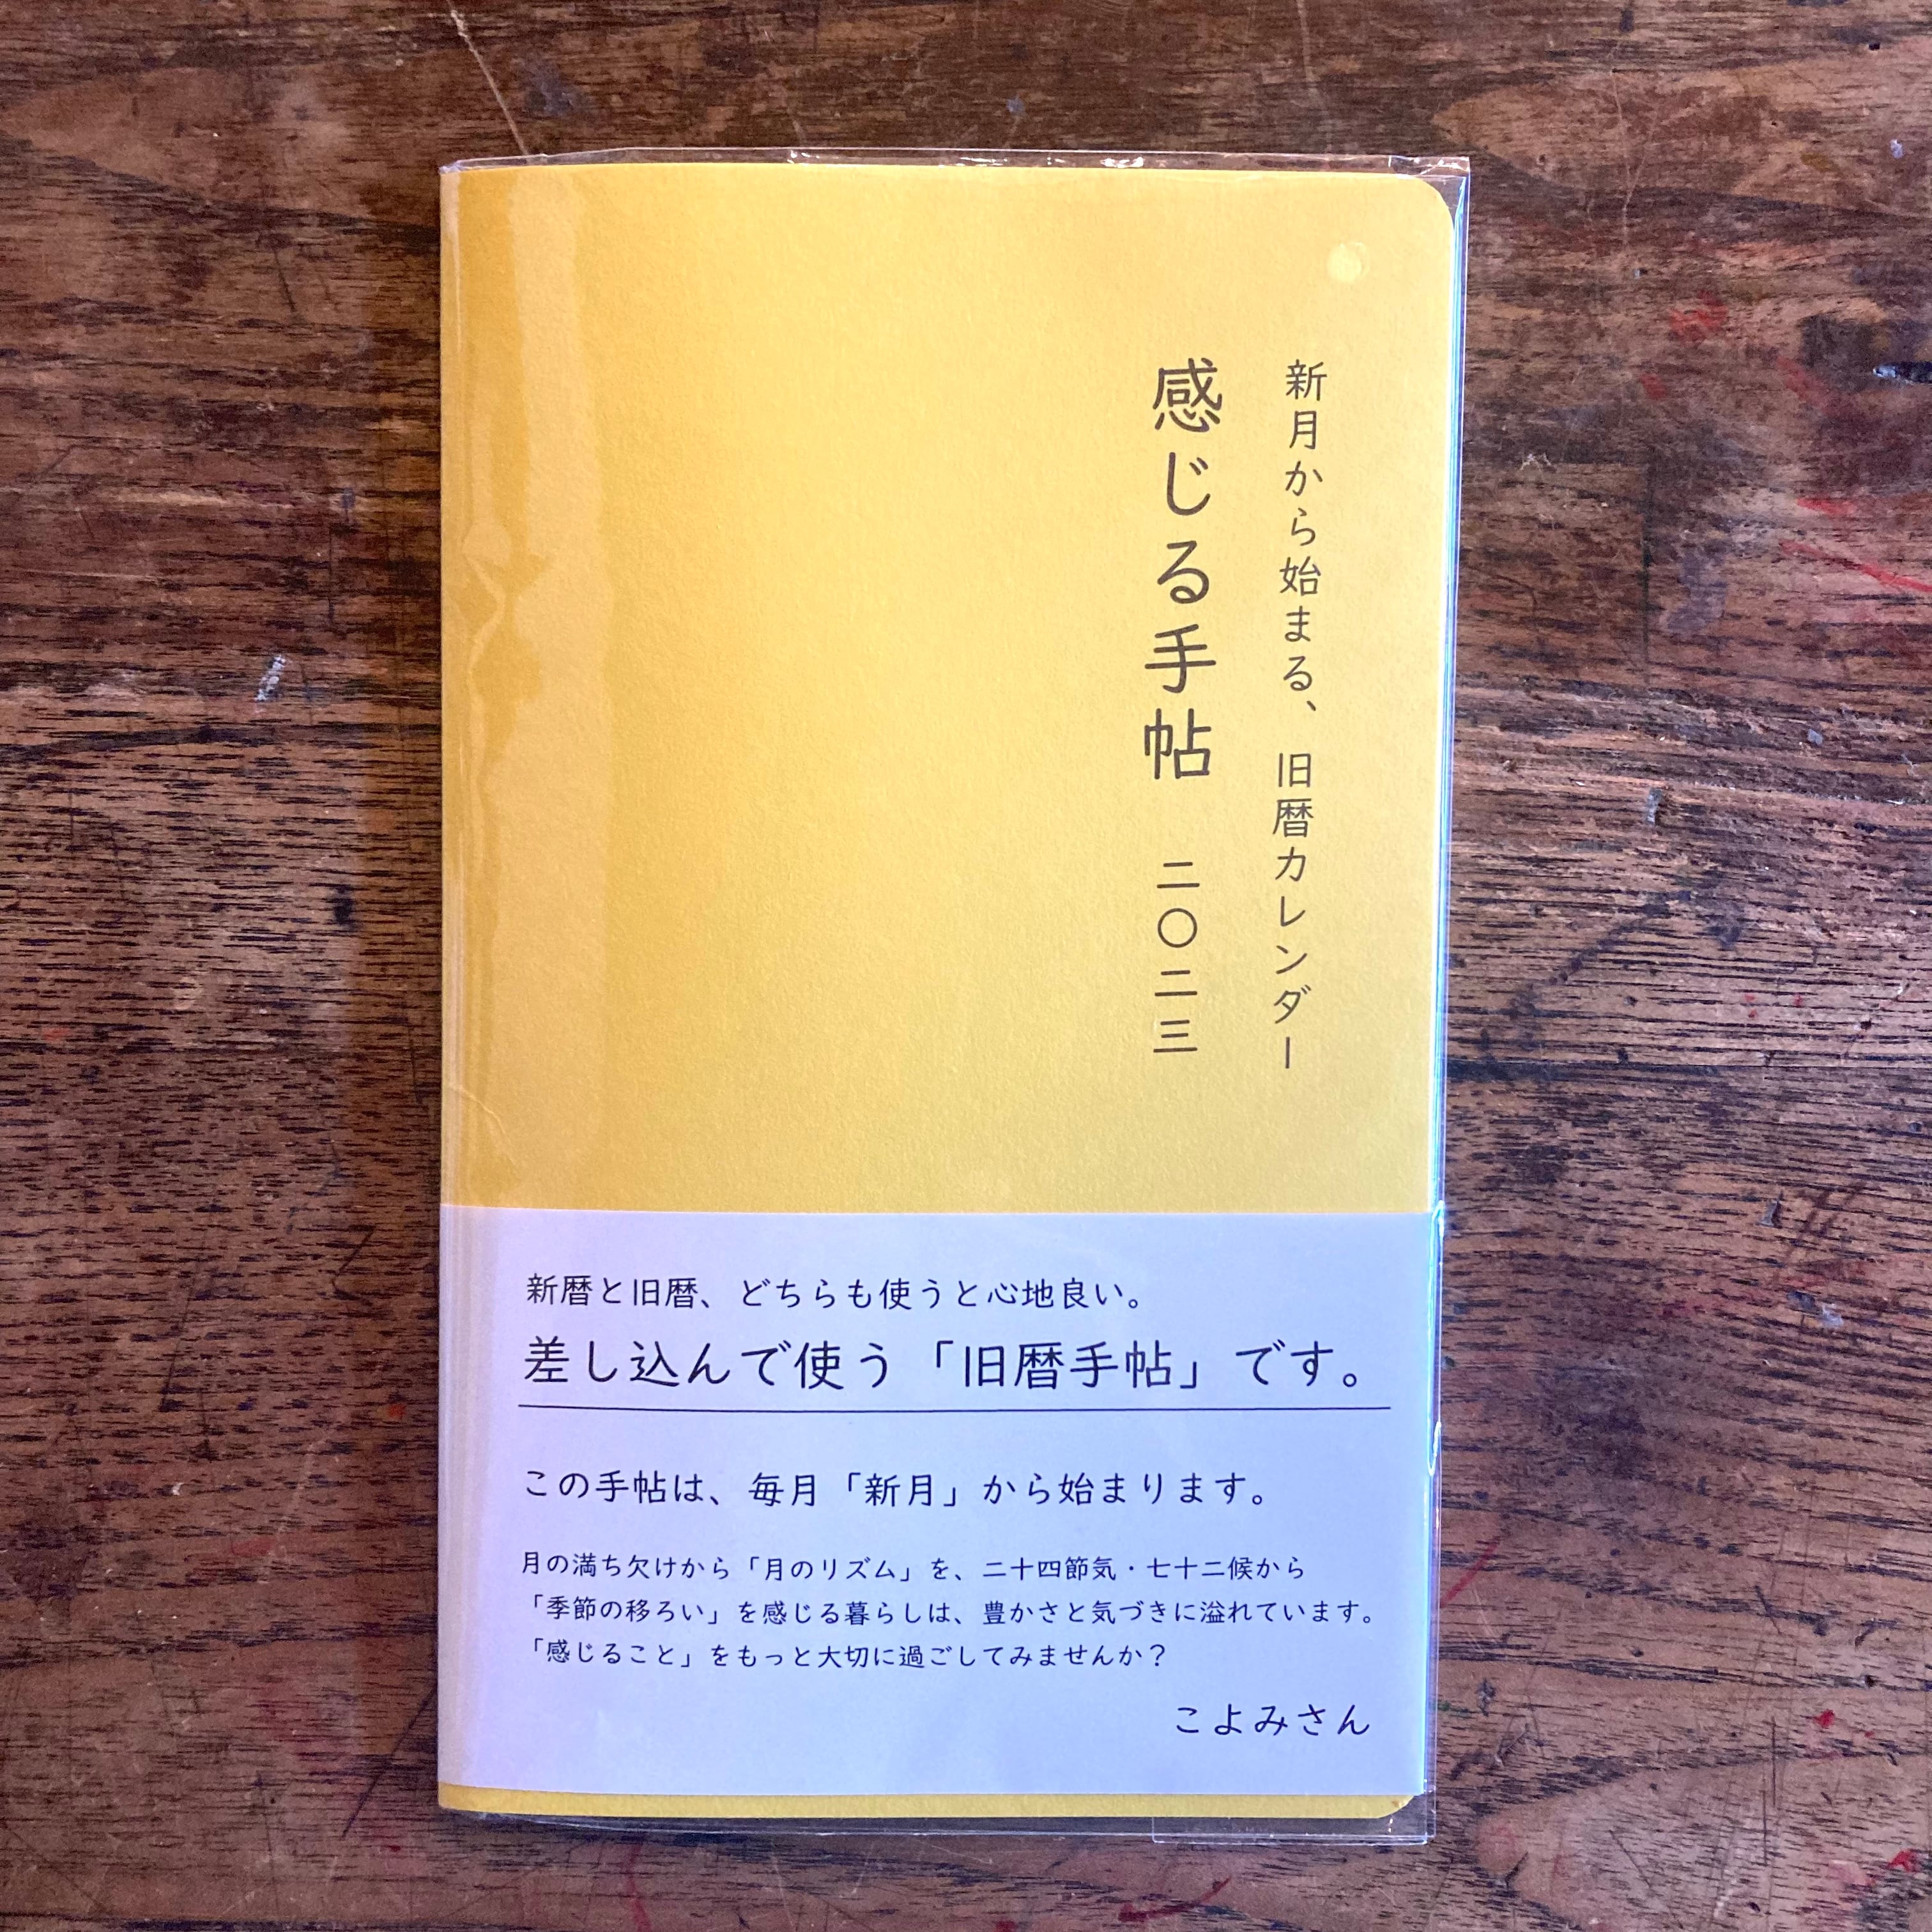 新月から始まる、旧暦カレンダー
感じる手帖 二〇二三
新暦と旧暦、どちらも使うと心地良い。
差し込んで使う「旧暦手帖」です。
この手帖は、毎月「新月」から始まります。
月の満ち欠けから「月のリズム」を、二十四節気・七十二候から
「季節の移ろい」を感じる暮らしは、豊かさと気づきに溢れています。
「感じること」をもっと大切に過ごしてみませんか?
こよみさん